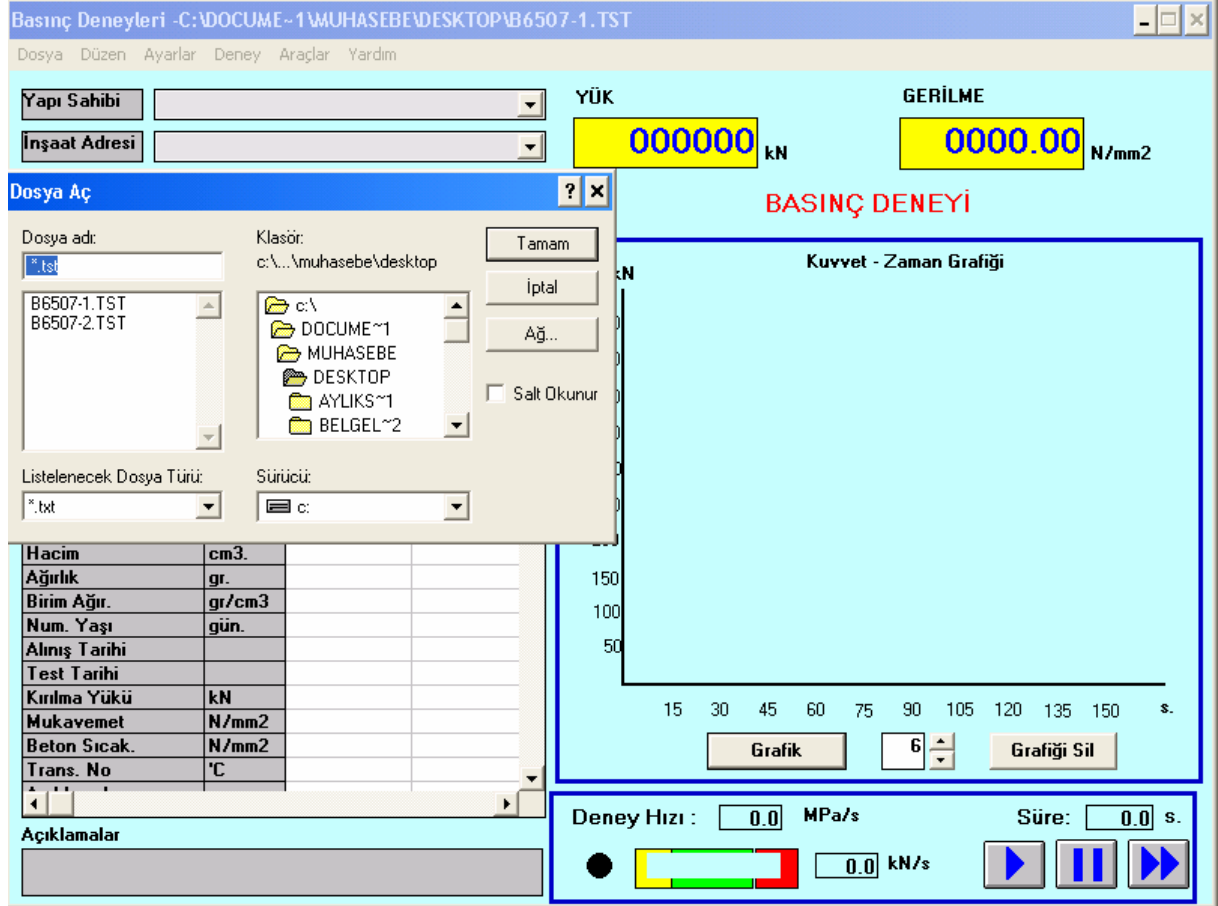 Basınç Deneyleri -C:\DOCUME~1\MUHASEBE\DESKTOP\B6507-1.TST
Dosya Düzen Ayarlar Deney Araçlar Yardım
Yapı Sahibi
İnşaat Adresi
YÜK
000000 kN
GERİLME
0000.00 N/mm2
BASINÇ DENEYİ
Dosya Aç
Dosya adı:
*.tst
B6507-1.TST
B6507-2.TST
Klasör:
c:\...\muhasebe\desktop
c:\
DOCUME~1
MUHASEBE
DESKTOP
AYLIKS~1
BELGEL~2
Tamam
İptal
Ağ...
Salt Okunur
Listelenecek Dosya Türü:
*.txt
Sürücü:
c:
Hacim cm3.
Ağırlık gr.
Birim Ağır. gr/cm3
Num. Yaşı gün.
Alınış Tarihi
Test Tarihi
Kırılma Yükü kN
Mukavemet N/mm2
Beton Sıcak. N/mm2
Trans. No 'C
Açıklamalar
Kuvvet - Zaman Grafiği
150
100
50
15 30 45 60 75 90 105 120 135 150 s.
Grafik 6 Grafiği Sil
Deney Hızı : 0.0 MPa/s Süre: 0.0 s.
0.0 kN/s